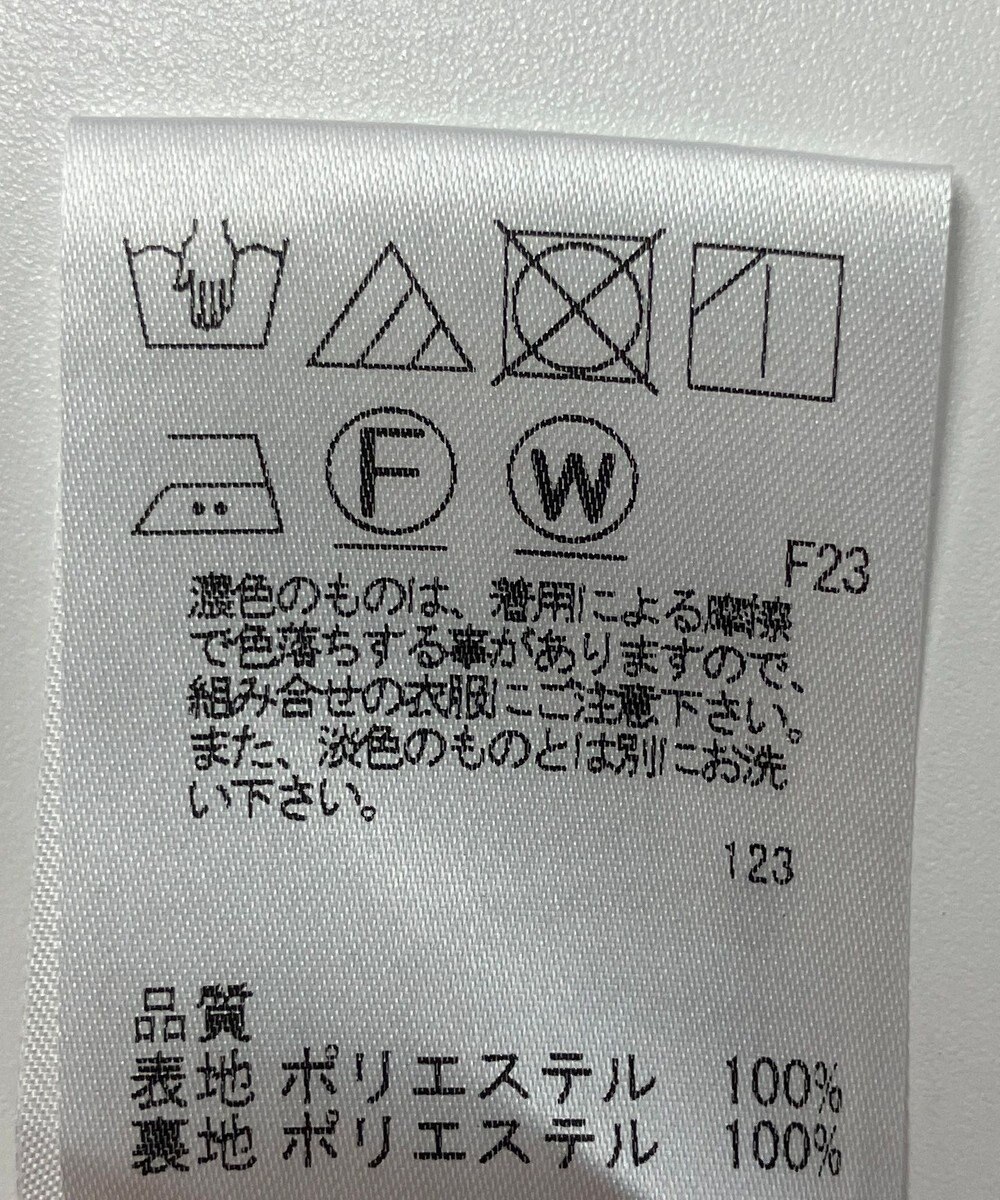 F
W
F23
濃色のものは、着用による摩擦
で色落ちする事がありますので、
組み合せの衣服にご注意下さい。
また、淡色のものとは別にお洗
い下さい。
123
品質
表地 ポリエステル 100%
裏地 ポリエステル 100%